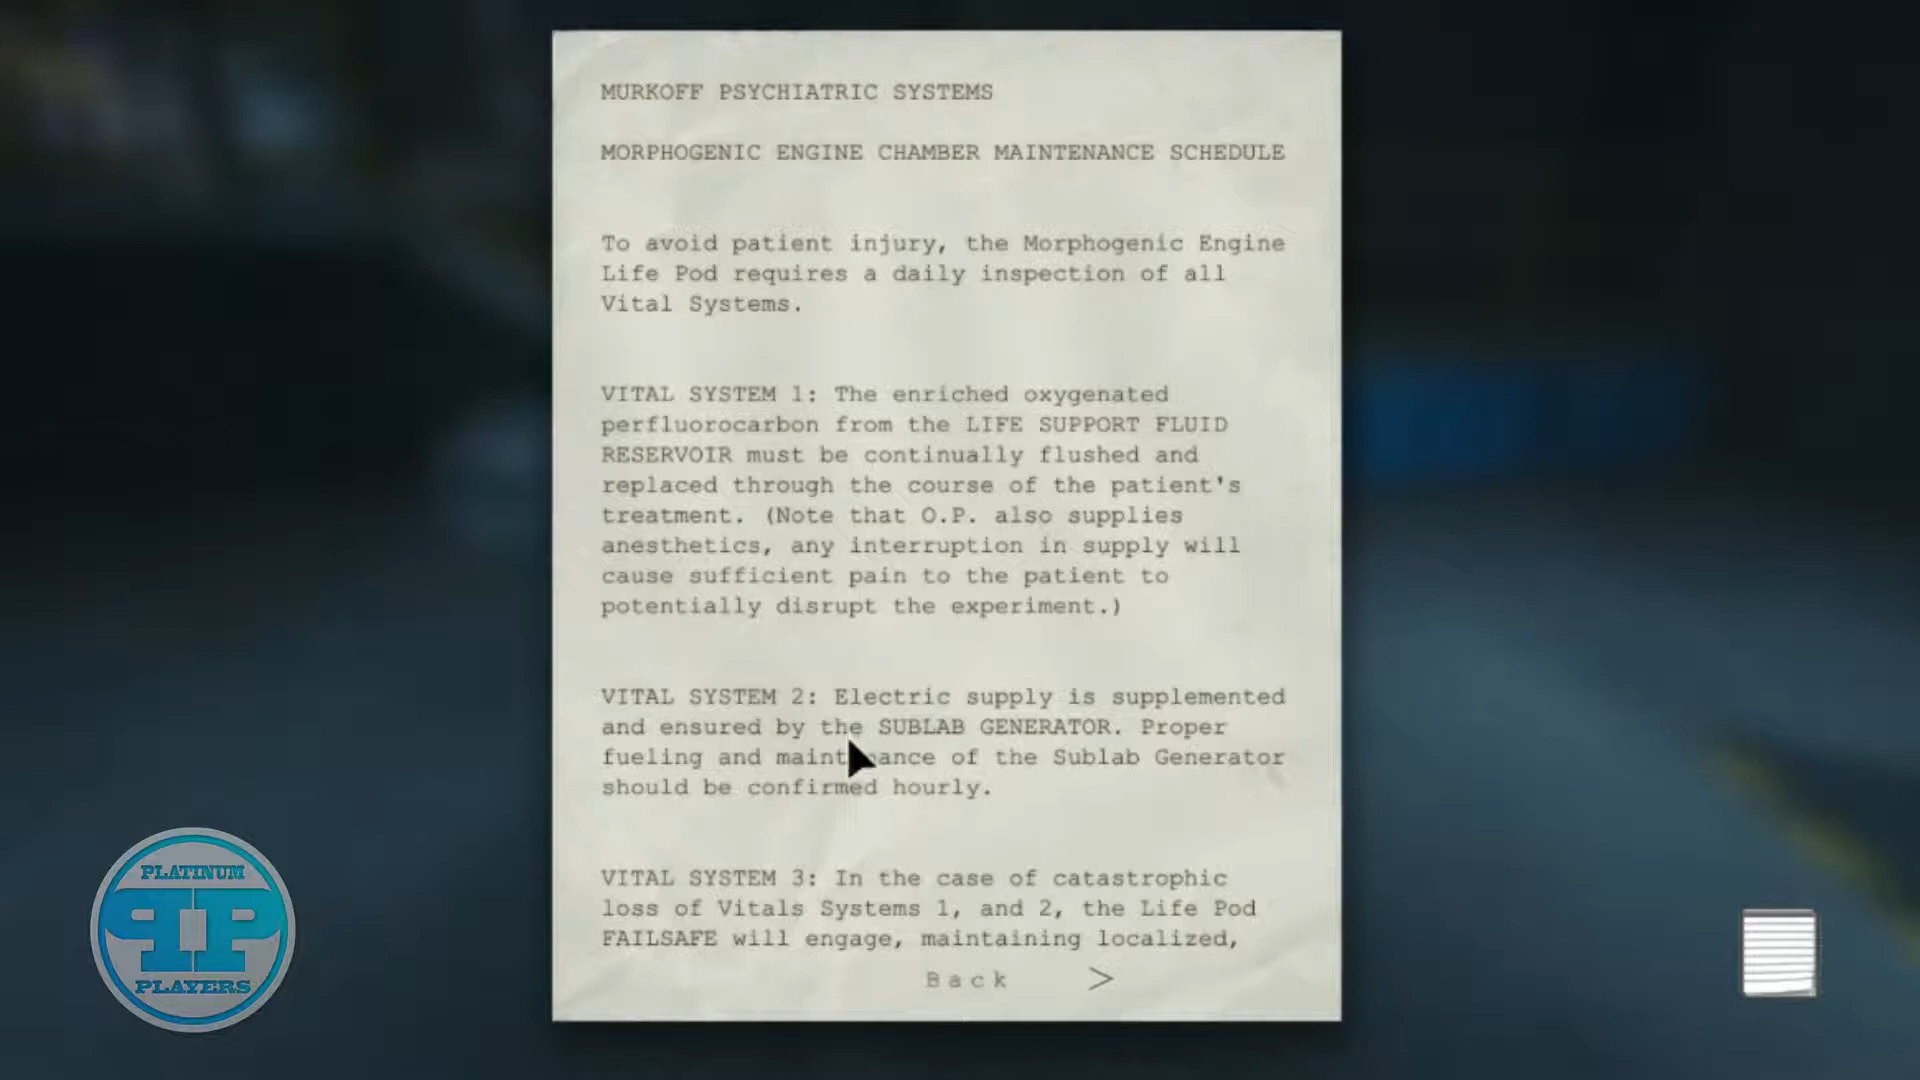 MURKOFF PSYCHIATRIC SYSTEMS
MORPHOGENIC ENGINE CHAMBER MAINTENANCE SCHEDULE
To avoid patient injury, the Morphogenic Engine
Life Pod requires a daily inspection of all
Vital Systems.
VITAL SYSTEM 1: The enriched oxygenated
perfluorocarbon from the LIFE SUPPORT FLUID
RESERVOIR must be continually flushed and
replaced through the course of the patient's
treatment. (Note that O.P. also supplies
anesthetics, any interruption in supply will
cause sufficient pain to the patient to
potentially disrupt the experiment.)
VITAL SYSTEM 2: Electric supply is supplemented
and ensured by the SUBLAB GENERATOR. Proper
fueling and maintenance of the Sublab Generator
should be confirmed hourly.
VITAL SYSTEM 3: In the case of catastrophic
loss of Vitals Systems 1, and 2, the Life Pod
FAILSAFE will engage, maintaining localized,
Back >
PLATINUM
PP
PLAYERS